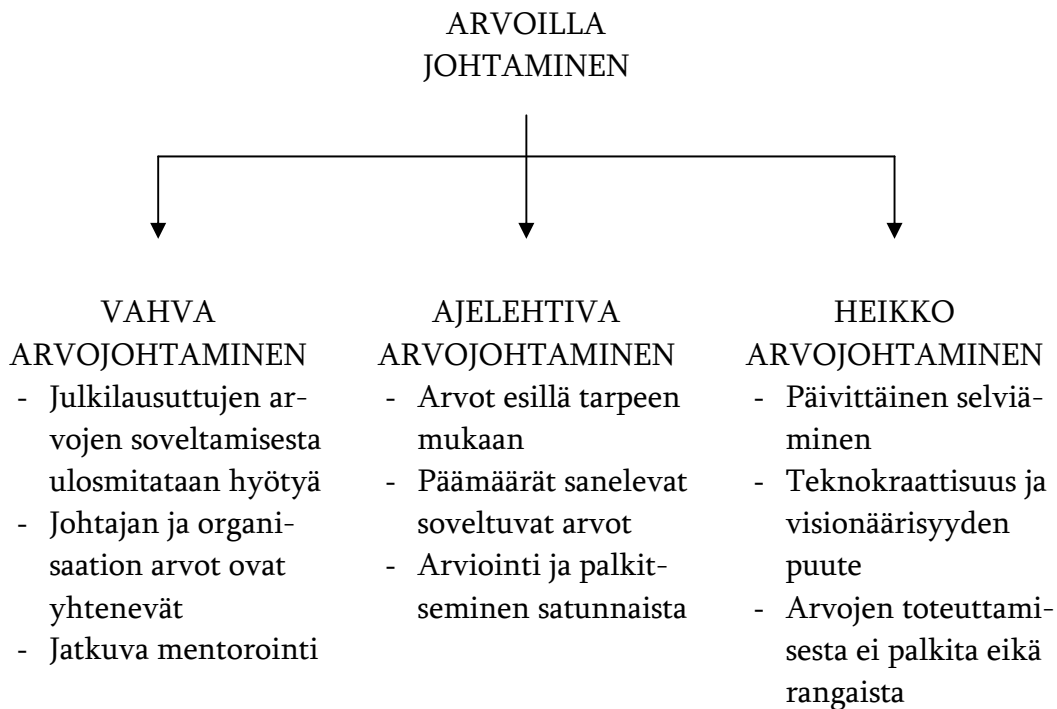 ARVOILLA
JOHTAMINEN
VAHVA
ARVOJOHTAMINEN
- Julkilausuttujen ar-
vojen soveltamisesta
ulosmitataan hyötyä
- Johtajan ja organi-
saation arvot ovat
yhtenevät
- Jatkuva mentorointi
AJELEHTIVA
ARVOJOHTAMINEN
- Arvot esillä tarpeen
mukaan
- Päämäärät sanelevat
soveltuvat arvot
- Arviointi ja palkit-
seminen satunnaista
HEIKKO
ARVOJOHTAMINEN
- Päivittäinen selviä-
minen
- Teknokraattisuus ja
visionäärisyyden
puute
- Arvojen toteuttami-
sesta ei palkita eikä
rangaista